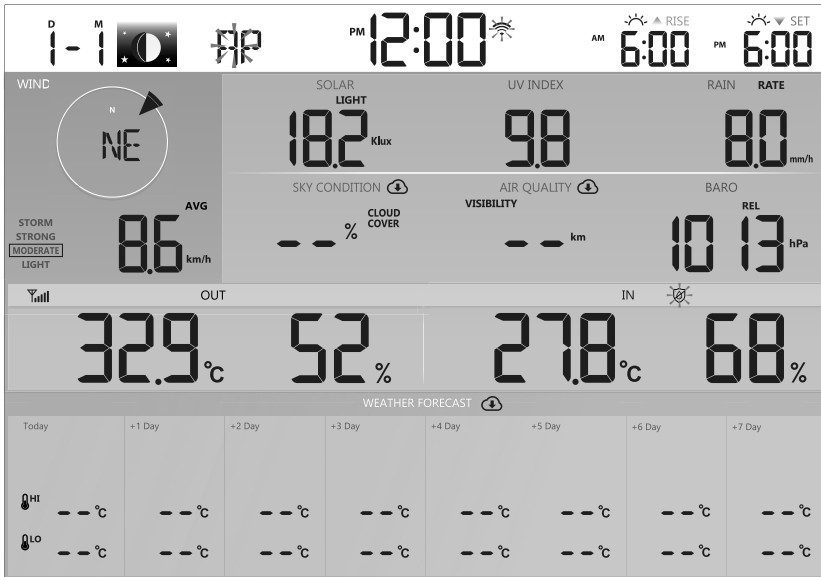 D M
1-1 AP PM 12:00 AM 6:00 RISE PM 6:00 SET
WIND
N
NE
SOLAR UV INDEX RAIN RATE
LIGHT
18.2 Klux 9.8 8.0 mm/h
SKY CONDITION AIR QUALITY BARO
CLOUD COVER VISIBILITY REL
-- % -- km 1013 hPa
AVG
STORM
STRONG
MODERATE
LIGHT
8.6 km/h
OUT IN
32.9 °C 52 % 27.8 °C 68 %
WEATHER FORECAST
Today +1 Day +2 Day +3 Day +4 Day +5 Day +6 Day +7 Day
HI -- °C -- °C -- °C -- °C -- °C -- °C -- °C -- °C
LO -- °C -- °C -- °C -- °C -- °C -- °C -- °C -- °C